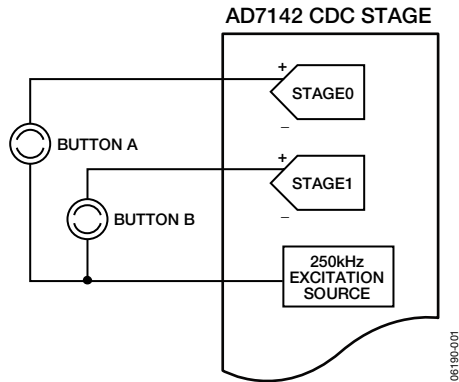 AD7142 CDC STAGE
+
STAGE0
–
BUTTON A
+
STAGE1
–
BUTTON B
250kHz
EXCITATION
SOURCE
06190-001